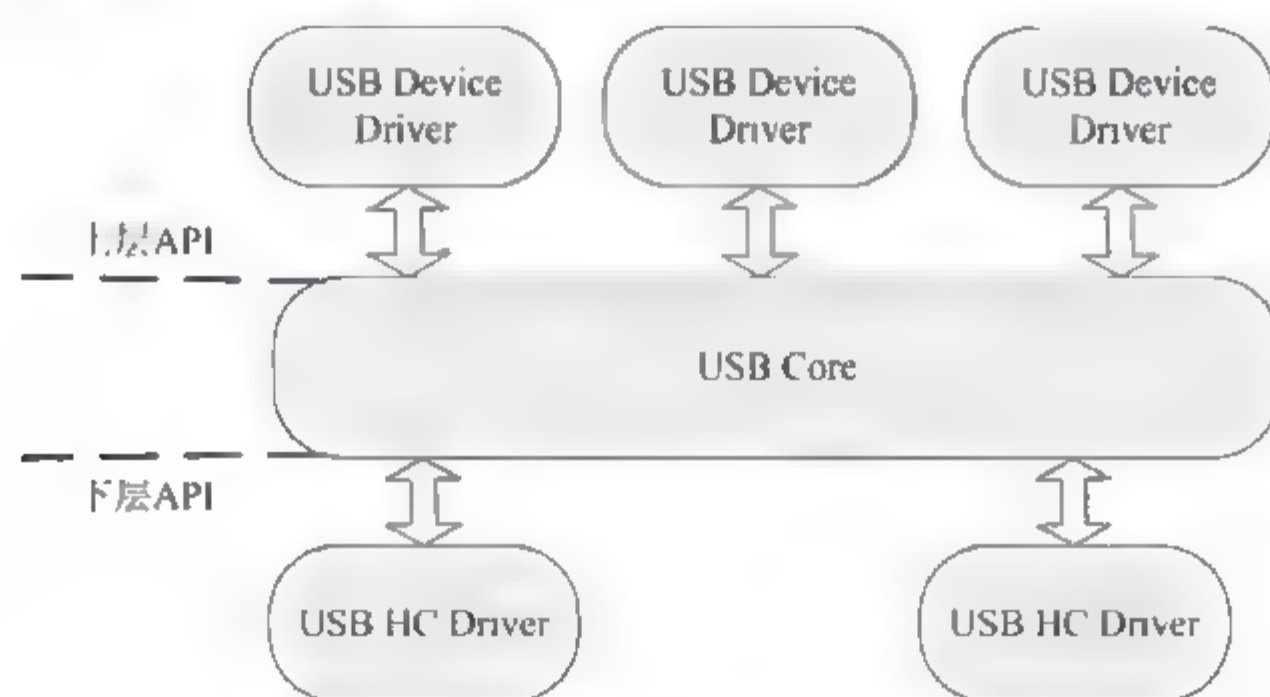 USB Device
Driver
USB Device
Driver
USB Device
Driver
上层API
USB Core
下层API
USB HC Driver
USB HC Driver